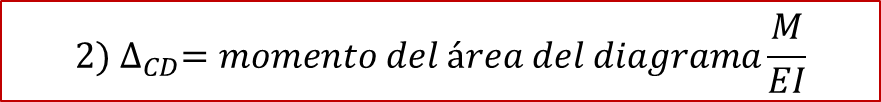 2) Δ_CD = momento del área del diagrama M/EI